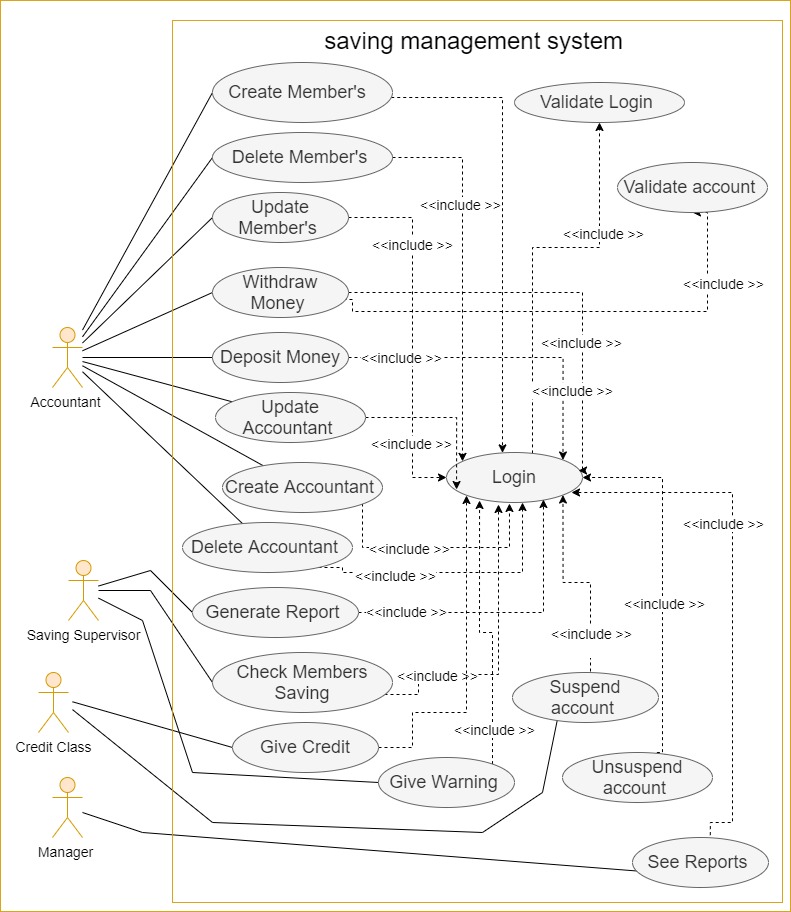 saving management system
Create Member's
Validate Login
Delete Member's
Validate account
<<include >>
Update
Member's
<<include >>
<<include >>
Withdraw
Money
<<include >>
<<include >>
Deposit Money
<<include >>
<<include >>
Accountant
Update
Accountant
<<include >>
Login
Create Accountant
<<include >>
Delete Accountant
<<include >>
<<include >>
Generate Report
<<include >>
<<include >>
Saving Supervisor
<<include >>
Check Members
Saving
<<include >>
Suspend
account
<<include >>
Credit Class
Give Credit
Unsuspend
account
Give Warning
Manager
See Reports